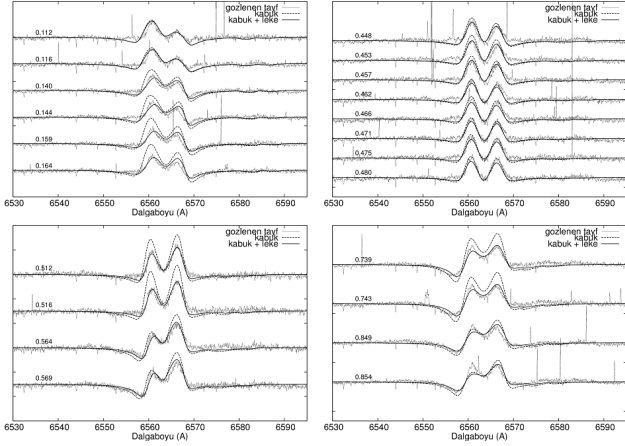 gozlenen tayf
kabuk
kabuk + leke
0.112
0.116
0.140
0.144
0.159
0.164
6530 6540 6550 6560 6570 6580 6590
Dalgaboyu (A)
gozlenen tayf
kabuk
kabuk + leke
0.448
0.453
0.457
0.462
0.466
0.471
0.475
0.480
6530 6540 6550 6560 6570 6580 6590
Dalgaboyu (A)
gozlenen tayf
kabuk
kabuk + leke
0.512
0.516
0.564
0.569
6530 6540 6550 6560 6570 6580 6590
Dalgaboyu (A)
gozlenen tayf
kabuk
kabuk + leke
0.739
0.743
0.849
0.854
6530 6540 6550 6560 6570 6580 6590
Dalgaboyu (A)